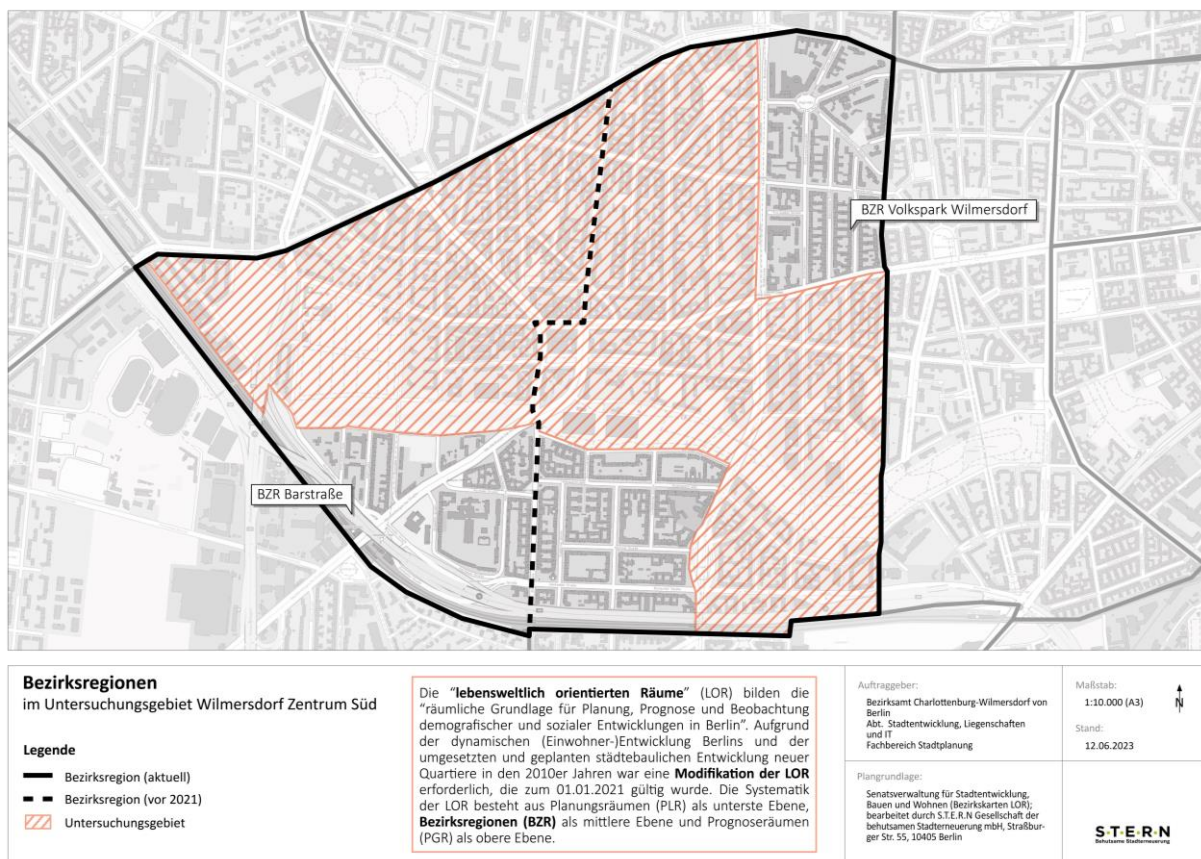 BZR Volkspark Wilmersdorf
BZR Barstraße
Bezirksregionen
im Untersuchungsgebiet Wilmersdorf Zentrum Süd
Legende
Bezirksregion (aktuell)
Bezirksregion (vor 2021)
Untersuchungsgebiet
Die “lebensweltlich orientierten Räume” (LOR) bilden die
“räumliche Grundlage für Planung, Prognose und Beobachtung
demografischer und sozialer Entwicklungen in Berlin”. Aufgrund
der dynamischen (Einwohner-)Entwicklung Berlins und der
umgesetzten und geplanten städtebaulichen Entwicklung neuer
Quartiere in den 2010er Jahren war eine Modifikation der LOR
erforderlich, die zum 01.01.2021 gültig wurde. Die Systematik
der LOR besteht aus Planungsräumen (PLR) als unterste Ebene,
Bezirksregionen (BZR) als mittlere Ebene und Prognoseräumen
(PGR) als obere Ebene.
Auftraggeber:
Bezirksamt Charlottenburg-Wilmersdorf von
Berlin
Abt. Stadtentwicklung, Liegenschaften
und IT
Fachbereich Stadtplanung
Maßstab:
1:10.000 (A3)
N
Stand:
12.06.2023
Plangrundlage:
Senatsverwaltung für Stadtentwicklung,
Bauen und Wohnen (Bezirkskarten LOR);
bearbeitet durch S.T.E.R.N Gesellschaft der
behutsamen Stadterneuerung mbH, Straßbur-
ger Str. 55, 10405 Berlin
S·T·E·R·N
Behutsame Stadterneuerung